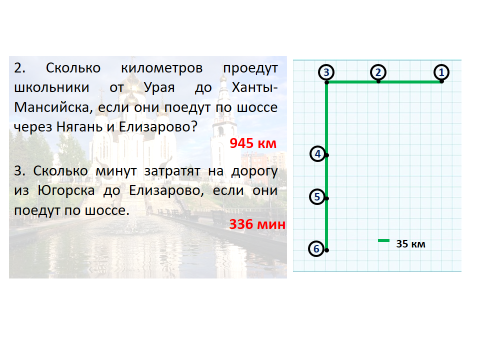 2. Сколько километров проедут
школьники от Урая до Ханты-
Мансийска, если они поедут по шоссе
через Нягань и Елизарово?
945 км
3. Сколько минут затратят на дорогу
из Югорска до Елизарово, если они
поедут по шоссе.
336 мин
3 2 1
4
5
6
35 км